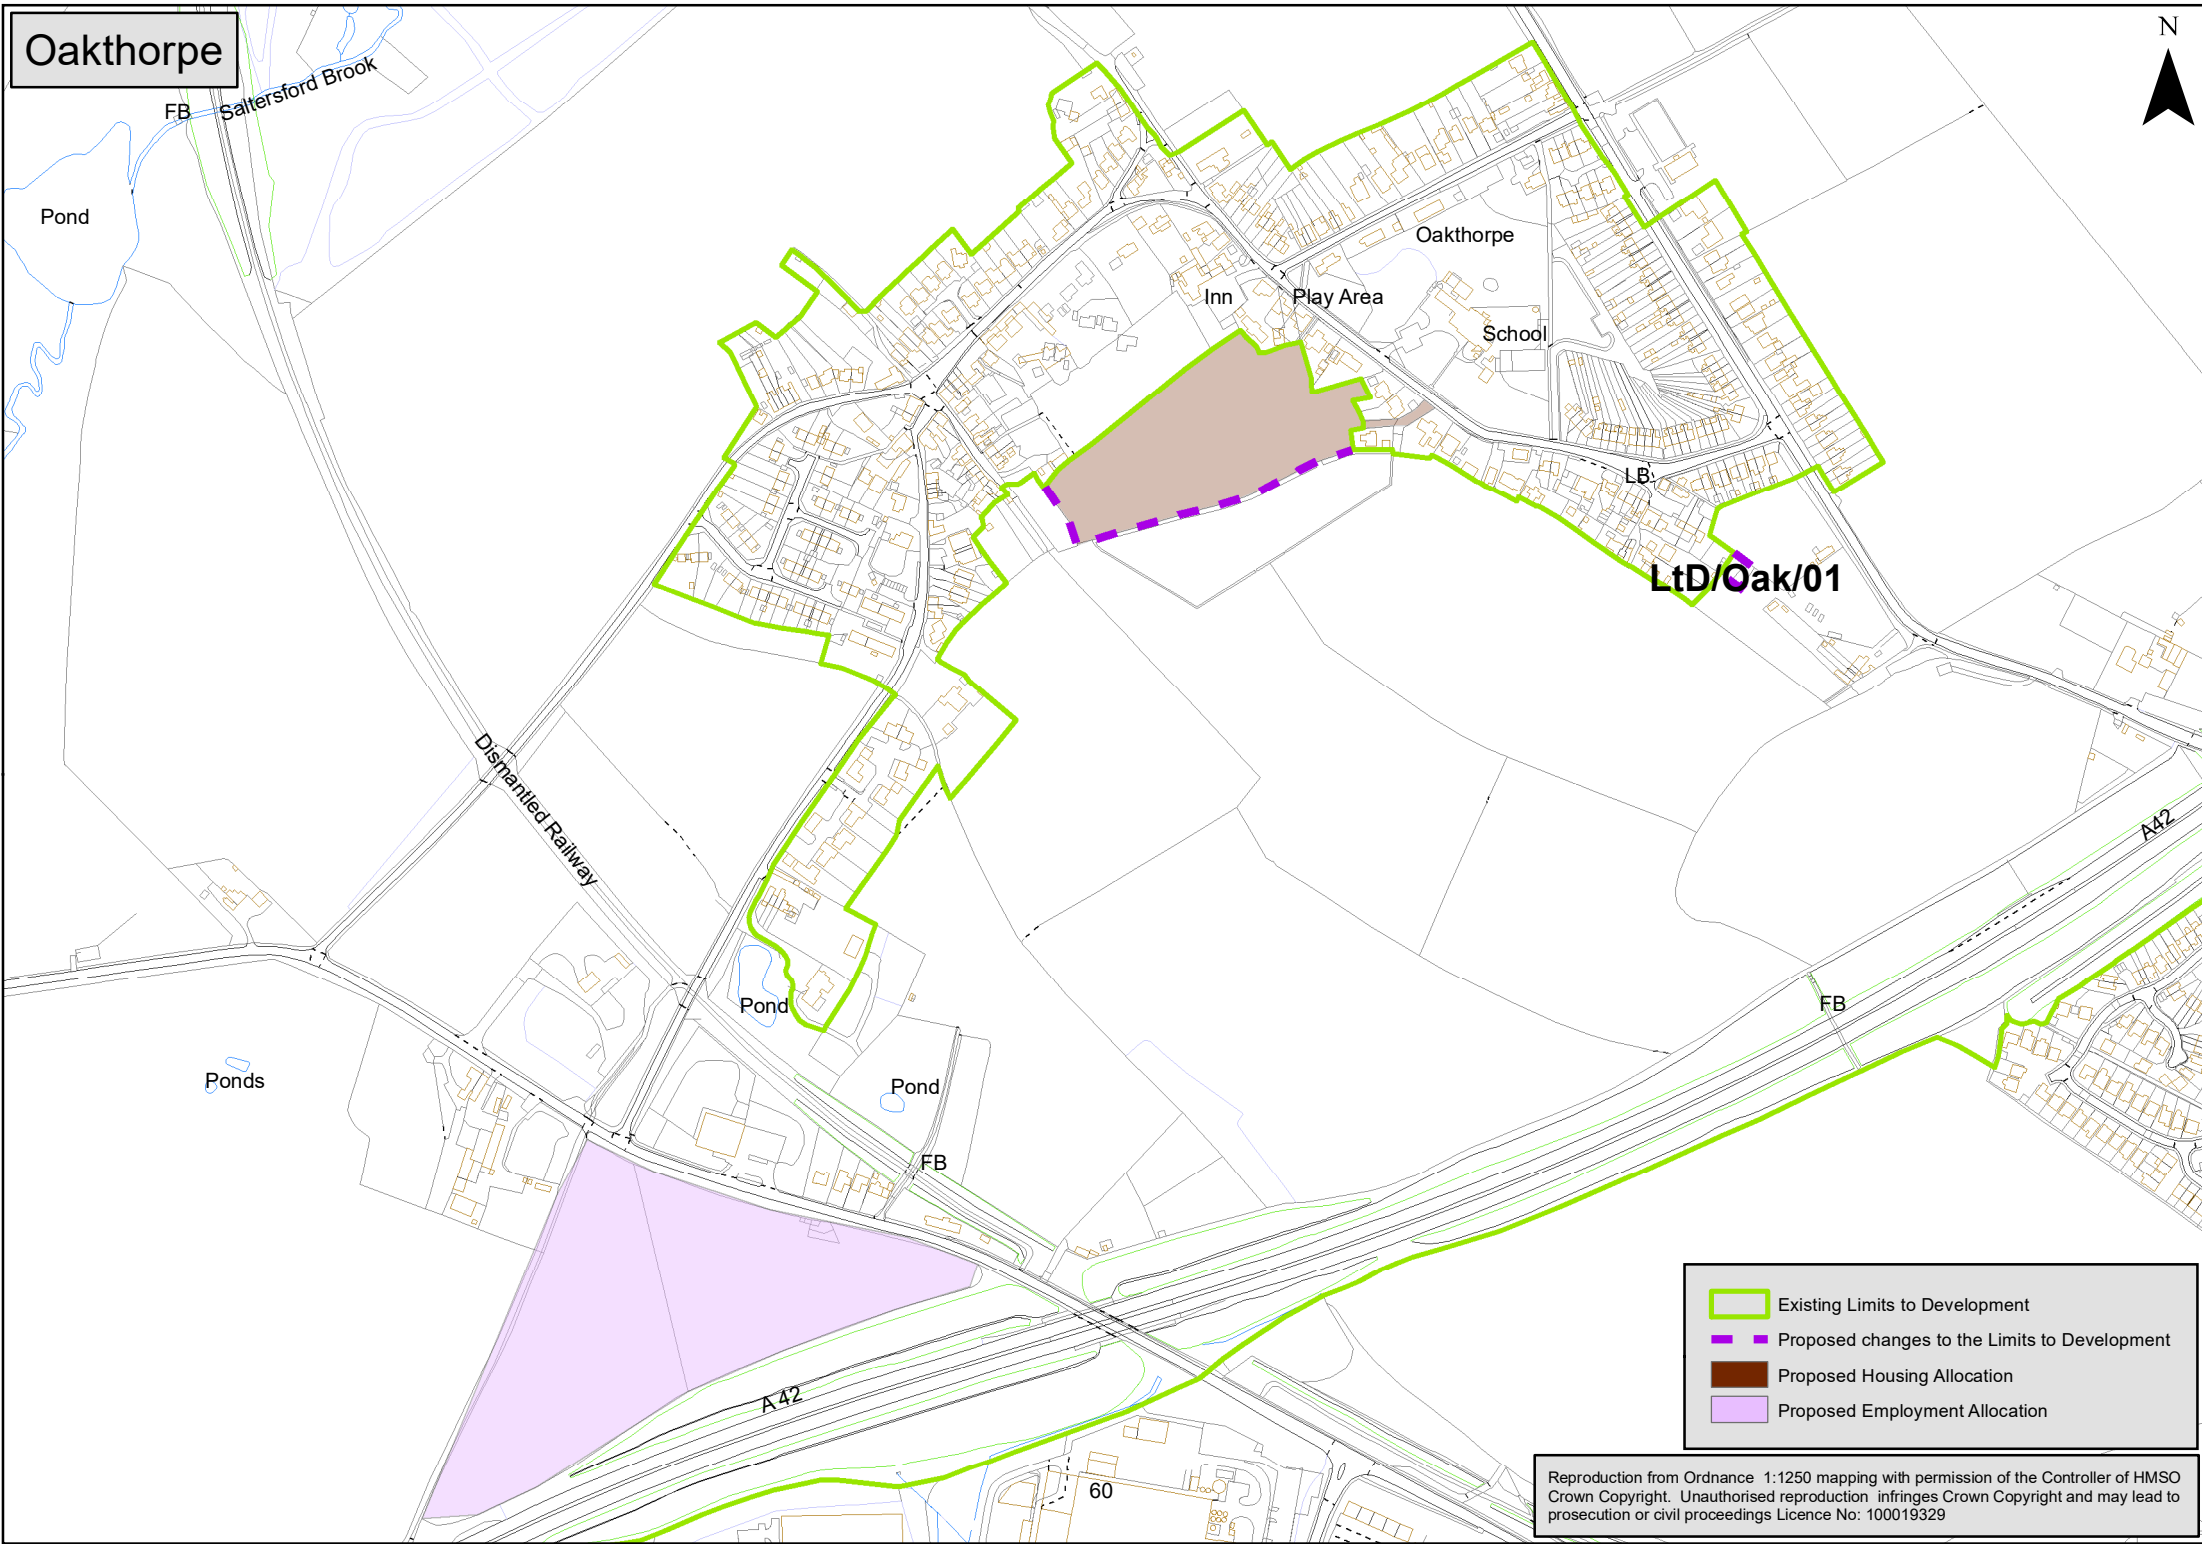 Oakthorpe
N
FB
Saltersford Brook
Pond
Oakthorpe
Inn
Play Area
School
LB
LtD/Oak/01
Dismantled Railway
A42
FB
Pond
Ponds
Pond
FB
A 42
60
Existing Limits to Development
Proposed changes to the Limits to Development
Proposed Housing Allocation
Proposed Employment Allocation
Reproduction from Ordnance 1:1250 mapping with permission of the Controller of HMSO
Crown Copyright. Unauthorised reproduction infringes Crown Copyright and may lead to
prosecution or civil proceedings Licence No: 100019329